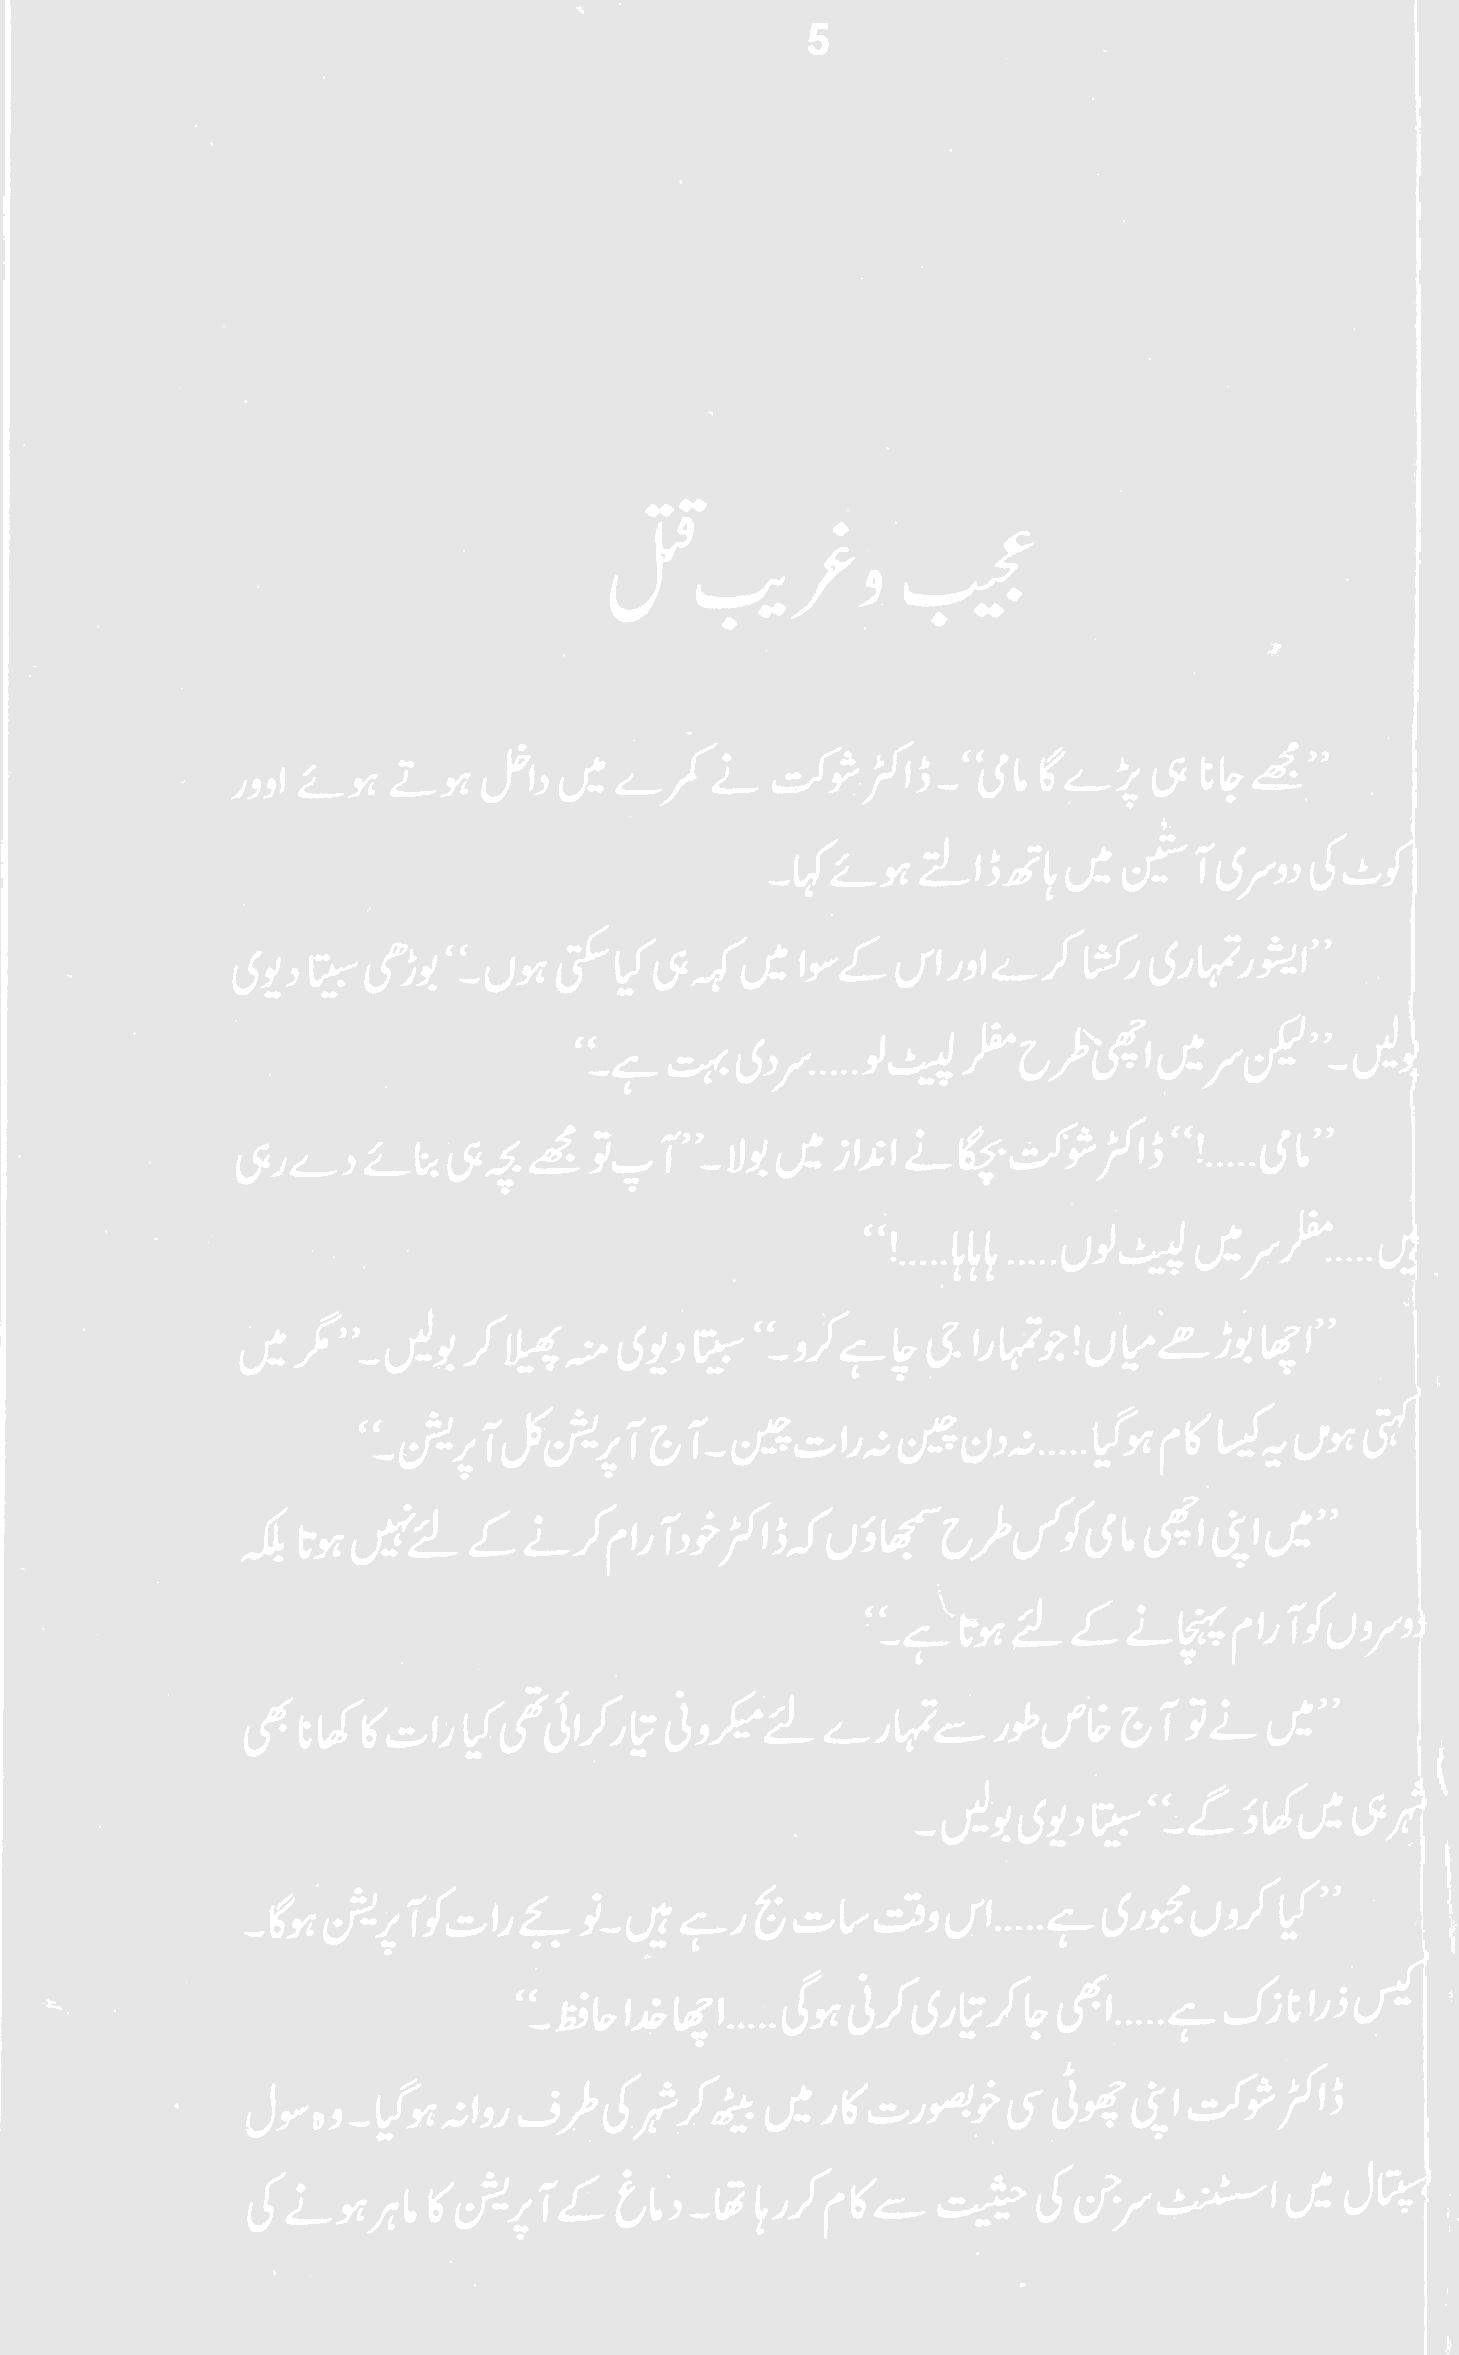 5
عجیب و غریب قتل
”مجھے جانا ہی پڑے گا مامی“۔ ڈاکٹر شوکت نے کمرے میں داخل ہوتے ہوئے اوور
کوٹ کی دوسری آستین میں ہاتھ ڈالتے ہوئے کہا۔
”ایشور تمہاری رکشا کرے اور اس کے سوا میں کہہ ہی کیا سکتی ہوں۔“ بوڑھی سبیتا دیوی
بولیں۔ ”لیکن سر میں اچھی طرح مفلر لپیٹ لو.....سردی بہت ہے۔“
”مامی.....!“ ڈاکٹر شوکت بچگانے انداز میں بولا۔ ”آپ تو مجھے بچہ ہی بنائے دے رہی
ہیں.....مفلر سر میں لپیٹ لوں.....ہاہاہا.....!“
”اچھا بوڑھے میاں! جو تمہارا جی چاہے کرو۔“ سبیتا دیوی منہ پھیلا کر بولیں۔ ”مگر میں
کہتی ہوں یہ کیسا کام ہوگیا.....نہ دن چین نہ رات چین۔ آج آپریشن کل آپریشن۔“
”میں اپنی اچھی مامی کو کس طرح سمجھاؤں کہ ڈاکٹر خود آرام کرنے کے لئے نہیں ہوتا بلکہ
دوسروں کو آرام پہنچانے کے لئے ہوتا ہے۔“
”میں نے تو آج خاص طور سے تمہارے لئے میکرونی تیار کرائی تھی کیا رات کا کھانا بھی
شہر ہی میں کھاؤ گے۔“ سبیتا دیوی بولیں۔
”کیا کروں مجبوری ہے.....اس وقت سات بج رہے ہیں۔ نو بجے رات کو آپریشن ہوگا۔
کیس ذرا نازک ہے.....ابھی جا کر تیاری کرنی ہوگی.....اچھا خدا حافظ۔“
ڈاکٹر شوکت اپنی چھوٹی سی خوبصورت کار میں بیٹھ کر شہر کی طرف روانہ ہوگیا۔ وہ سول
ہسپتال میں اسسٹنٹ سرجن کی حیثیت سے کام کر رہا تھا۔ دماغ کے آپریشن کا ماہر ہونے کی